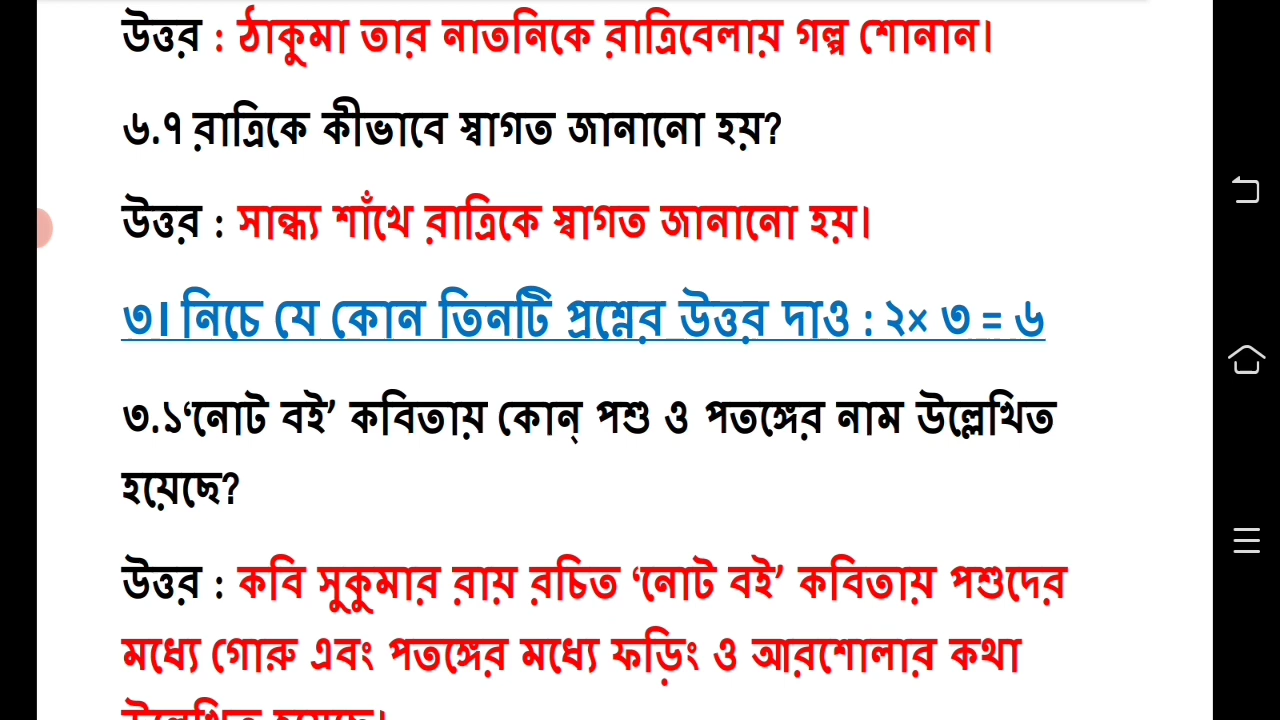 উত্তর : ঠাকুমা তার নাতনিকে রাত্রিবেলায় গল্প শোনান।
৬.৭ রাত্রিকে কীভাবে স্বাগত জানানো হয়?
উত্তর : সান্ধ্য শাঁখে রাত্রিকে স্বাগত জানানো হয়।
৩। নিচে যে কোন তিনটি প্রশ্নের উত্তর দাও : ২× ৩ = ৬
৩.১‘নোট বই’ কবিতায় কোন্ পশু ও পতঙ্গের নাম উল্লেখিত
হয়েছে?
উত্তর : কবি সুকুমার রায় রচিত ‘নোট বই’ কবিতায় পশুদের
মধ্যে গোরু এবং পতঙ্গের মধ্যে ফড়িং ও আরশোলার কথা
উল্লেখিত হয়েছে।